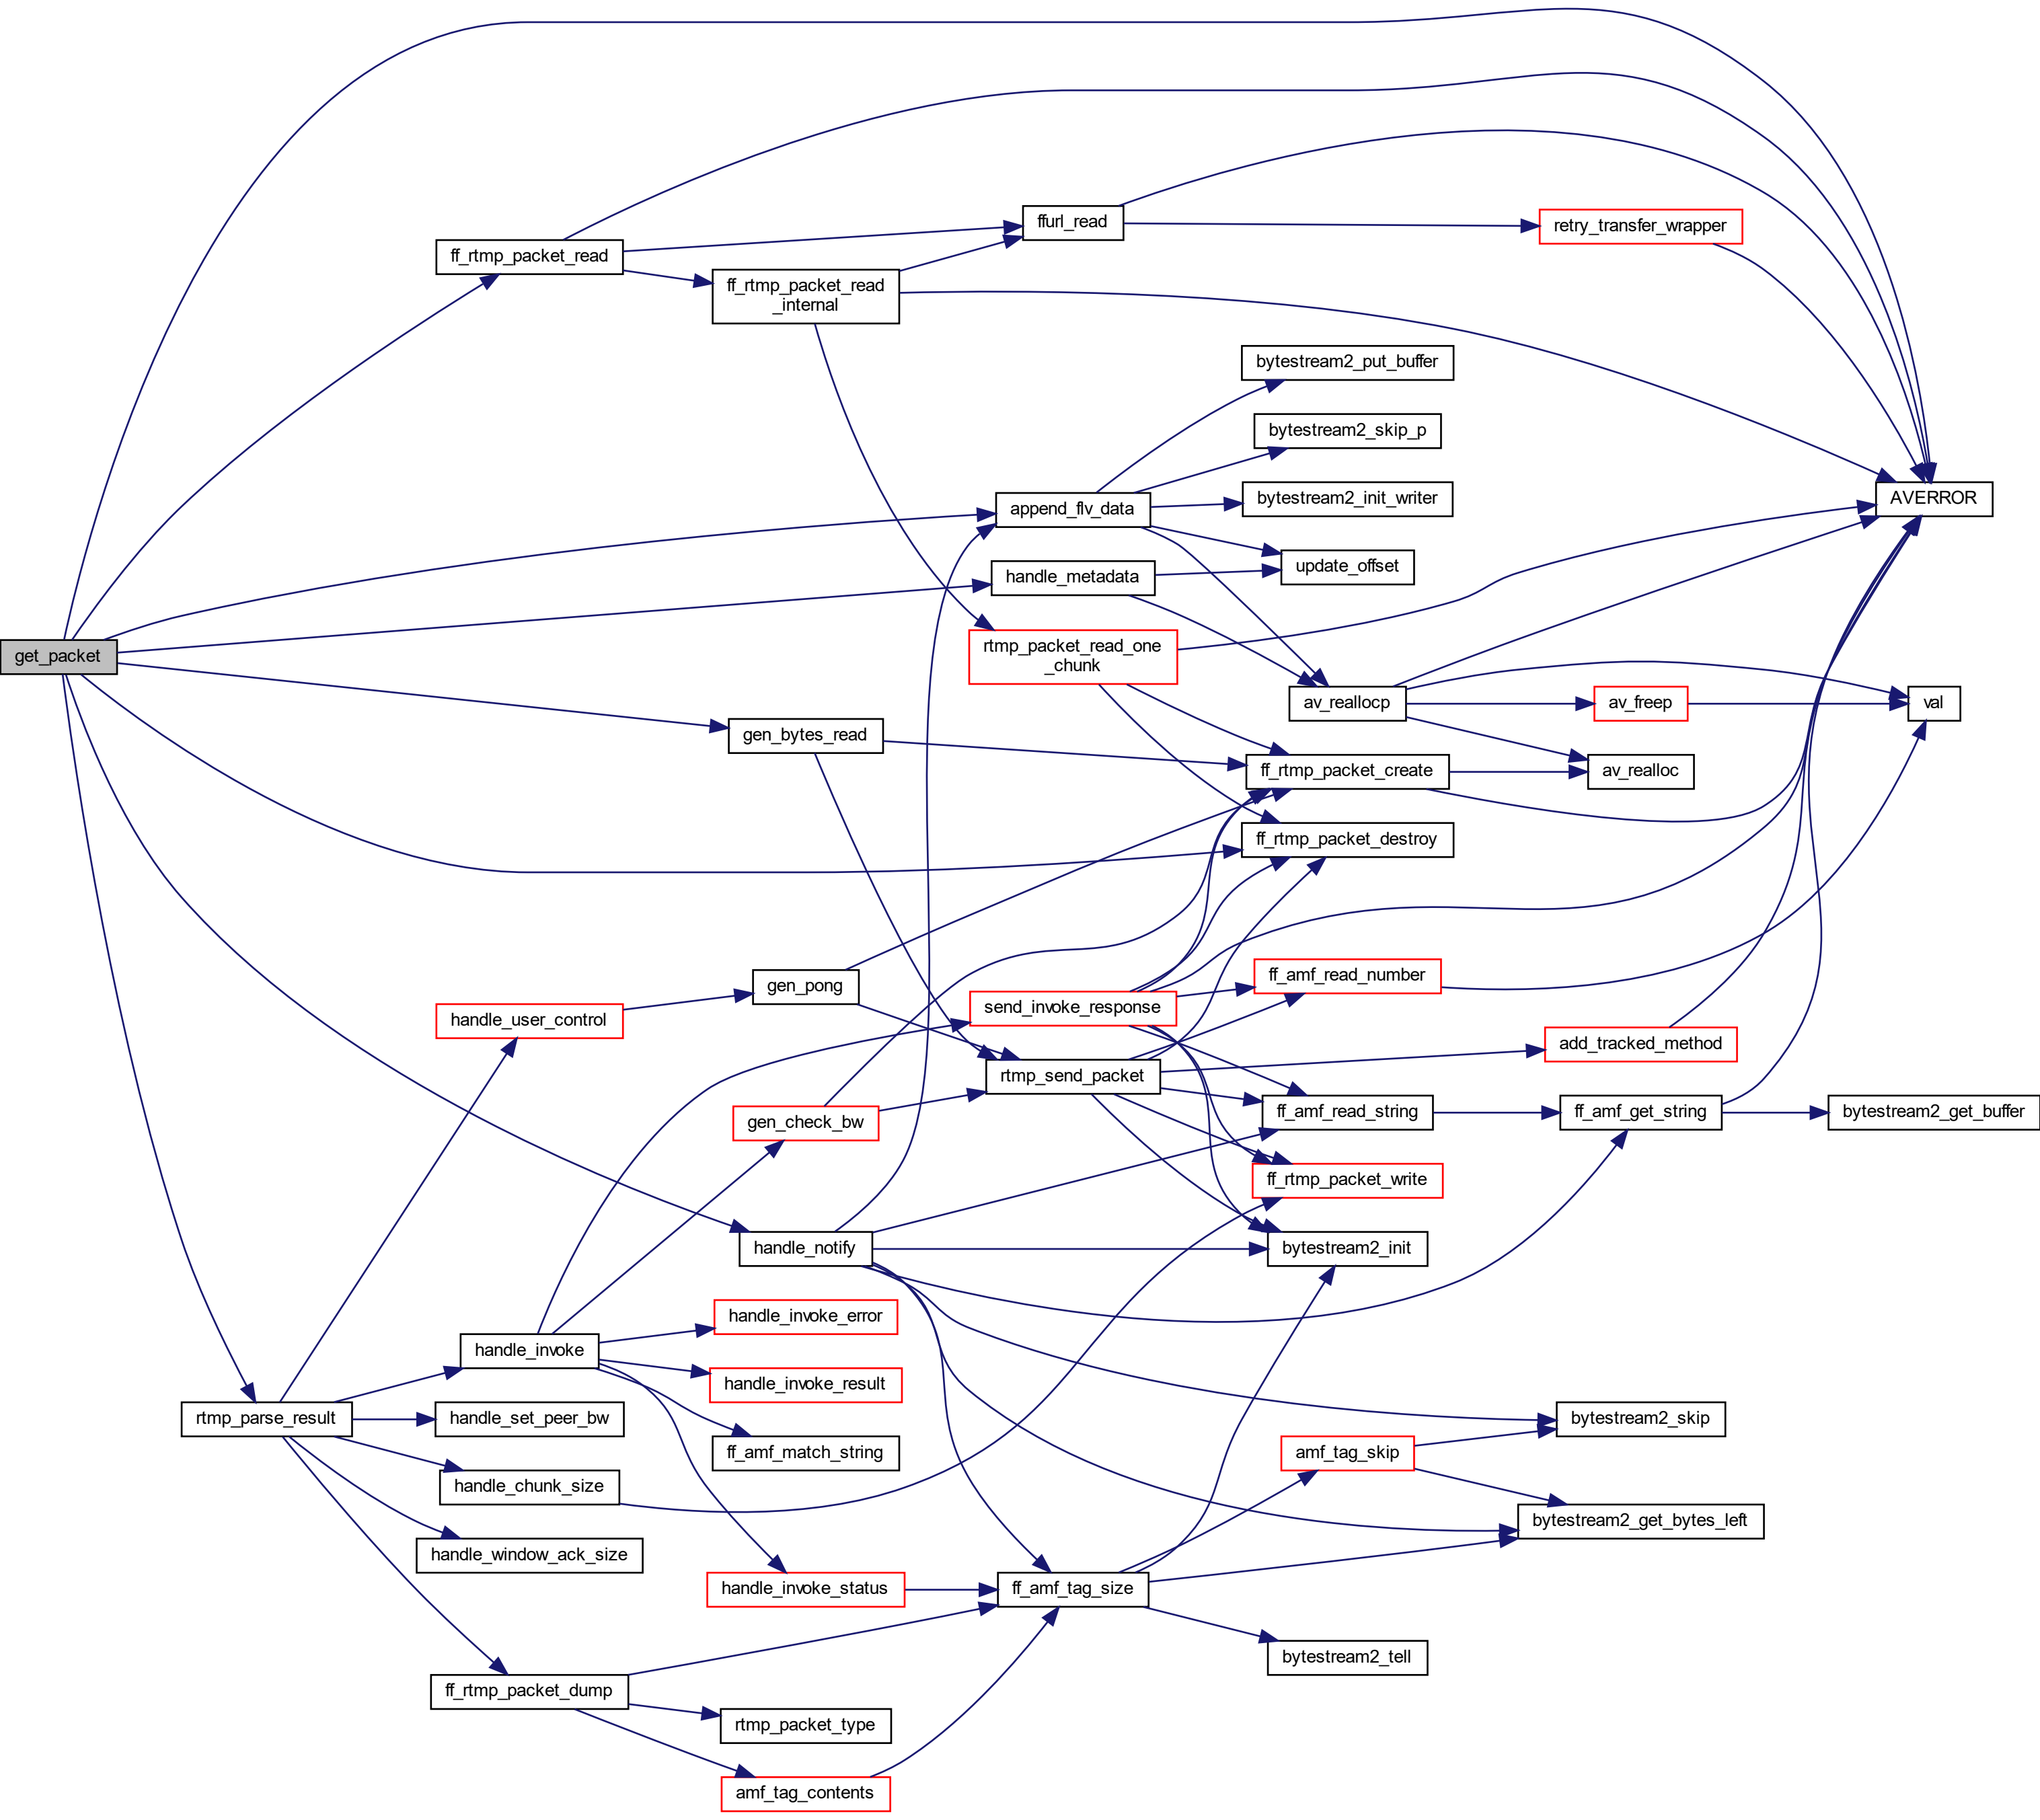 get_packet
ff_rtmp_packet_read
ffurl_read
retry_transfer_wrapper
ff_rtmp_packet_read
_internal
bytestream2_put_buffer
bytestream2_skip_p
bytestream2_init_writer
AVERROR
append_flv_data
update_offset
handle_metadata
rtmp_packet_read_one
_chunk
av_reallocp
av_freep
val
gen_bytes_read
ff_rtmp_packet_create
av_realloc
ff_rtmp_packet_destroy
gen_pong
ff_amf_read_number
send_invoke_response
handle_user_control
add_tracked_method
rtmp_send_packet
ff_amf_read_string
ff_amf_get_string
bytestream2_get_buffer
gen_check_bw
ff_rtmp_packet_write
handle_notify
bytestream2_init
handle_invoke_error
handle_invoke
handle_invoke_result
rtmp_parse_result
handle_set_peer_bw
bytestream2_skip
ff_amf_match_string
amf_tag_skip
handle_chunk_size
bytestream2_get_bytes_left
handle_window_ack_size
handle_invoke_status
ff_amf_tag_size
bytestream2_tell
ff_rtmp_packet_dump
rtmp_packet_type
amf_tag_contents